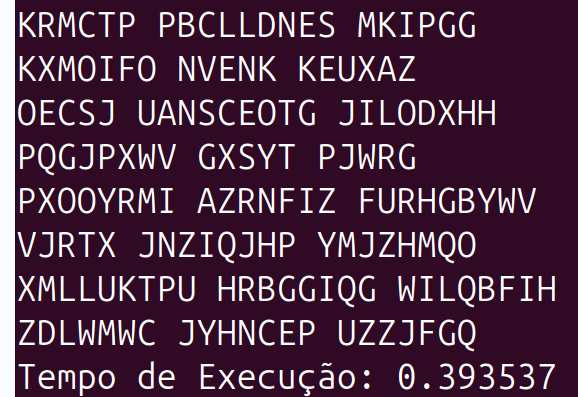 KRMCTP PBCLLDNES MKIPGG
KXMOIFO NVENK KEUXAZ
OECSJ UANSCEOTG JILODXHH
PQGJPXWV GXSYT PJWRG
PXOOYRMI AZRNFIZ FURHGBYWV
VJRTX JNZIQJHP YMJZHMQO
XMLLUKTPU HRBGGIQG WILQBFIH
ZDLWMWC JYHNCEP UZZJFGQ
Tempo de Execução: 0.393537